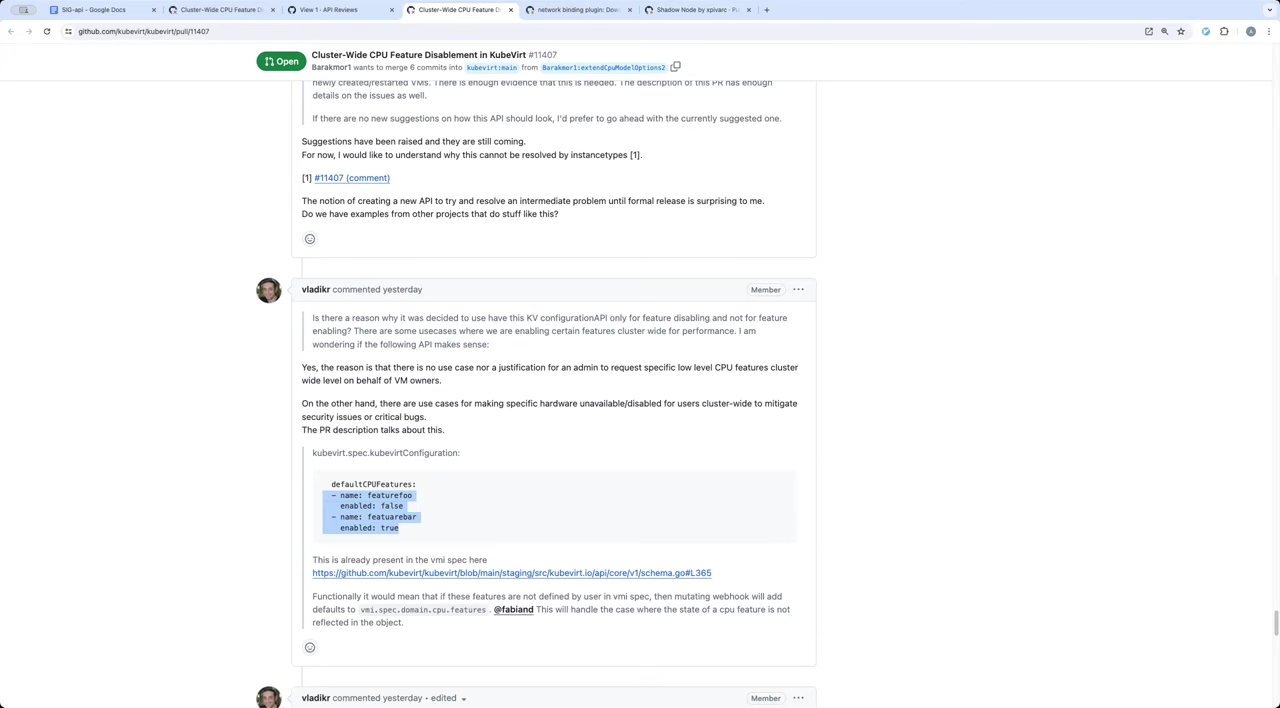 SIG-api - Google Docs
Cluster-Wide CPU Feature D
View 1 · API Reviews
Cluster-Wide CPU Feature D
network binding plugin: Dow
Shadow Node by xpivarc · Pu
github.com/kubevirt/kubevirt/pull/11407
Open
Cluster-Wide CPU Feature Disablement in KubeVirt #11407
Barakmor1 wants to merge 6 commits into kubevirt:main from Barakmor1:extendCpuModelOptions2
newly created/restarted VMs. There is enough evidence that this is needed. The description of this PR has enough
details on the issues as well.
If there are no new suggestions on how this API should look, I'd prefer to go ahead with the currently suggested one.
Suggestions have been raised and they are still coming.
For now, I would like to understand why this cannot be resolved by instancetypes [1].
[1] #11407 (comment)
The notion of creating a new API to try and resolve an intermediate problem until formal release is surprising to me.
Do we have examples from other projects that do stuff like this?
vladikr commented yesterday
Member
Is there a reason why it was decided to use have this KV configurationAPI only for feature disabling and not for feature
enabling? There are some usecases where we are enabling certain features cluster wide for performance. I am
wondering if the following API makes sense:
Yes, the reason is that there is no use case nor a justification for an admin to request specific low level CPU features cluster
wide level on behalf of VM owners.
On the other hand, there are use cases for making specific hardware unavailable/disabled for users cluster-wide to mitigate
security issues or critical bugs.
The PR description talks about this.
kubevirt.spec.kubevirtConfiguration:
defaultCPUFeatures:
- name: featurefoo
enabled: false
- name: featuarebar
enabled: true
This is already present in the vmi spec here
https://github.com/kubevirt/kubevirt/blob/main/staging/src/kubevirt.io/api/core/v1/schema.go#L365
Functionally it would mean that if these features are not defined by user in vmi spec, then mutating webhook will add
defaults to vmi.spec.domain.cpu.features . @fabiand This will handle the case where the state of a cpu feature is not
reflected in the object.
vladikr commented yesterday • edited
Member